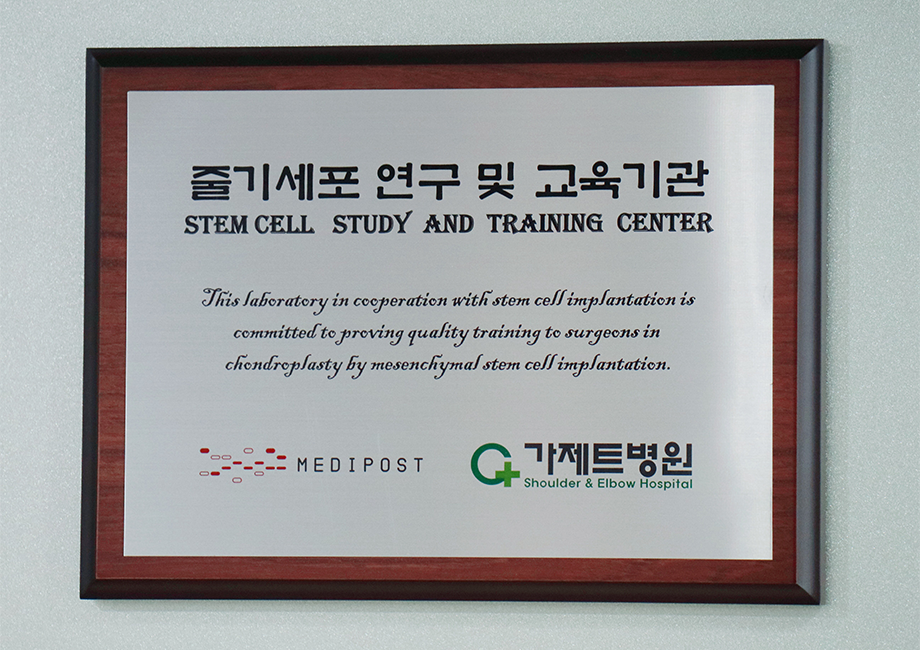 줄기세포 연구 및 교육기관
STEM CELL STUDY AND TRAINING CENTER
This laboratory in cooperation with stem cell implantation is
committed to proving quality training to surgeons in
chondroplasty by mesenchymal stem cell implantation.
MEDIPOST
가제트병원
Shoulder & Elbow Hospital